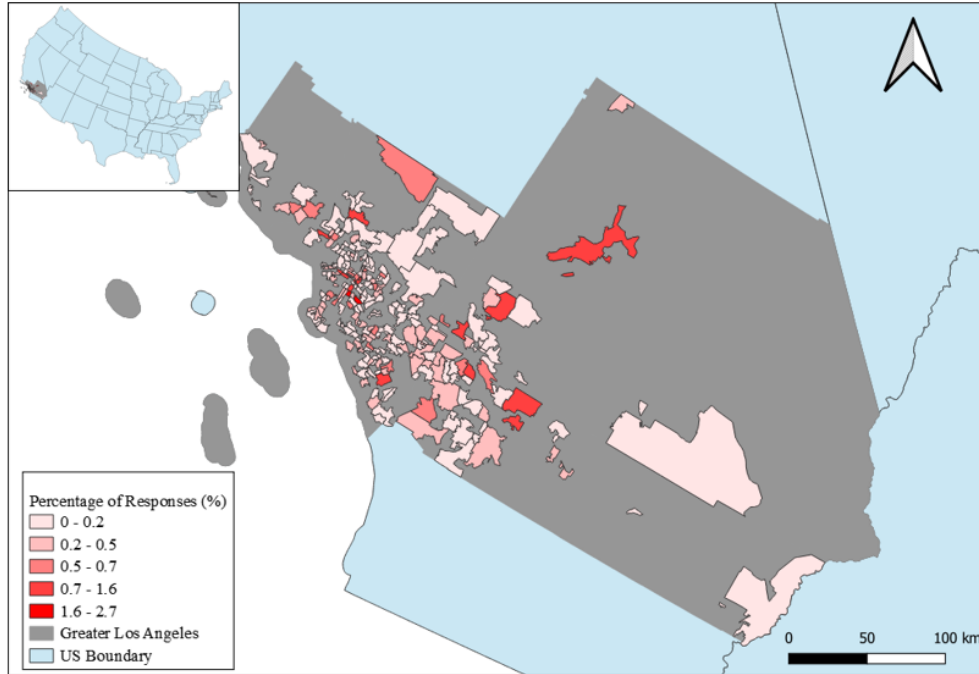 Percentage of Responses (%)
0 - 0.2
0.2 - 0.5
0.5 - 0.7
0.7 - 1.6
1.6 - 2.7
Greater Los Angeles
US Boundary
0 50 100 km